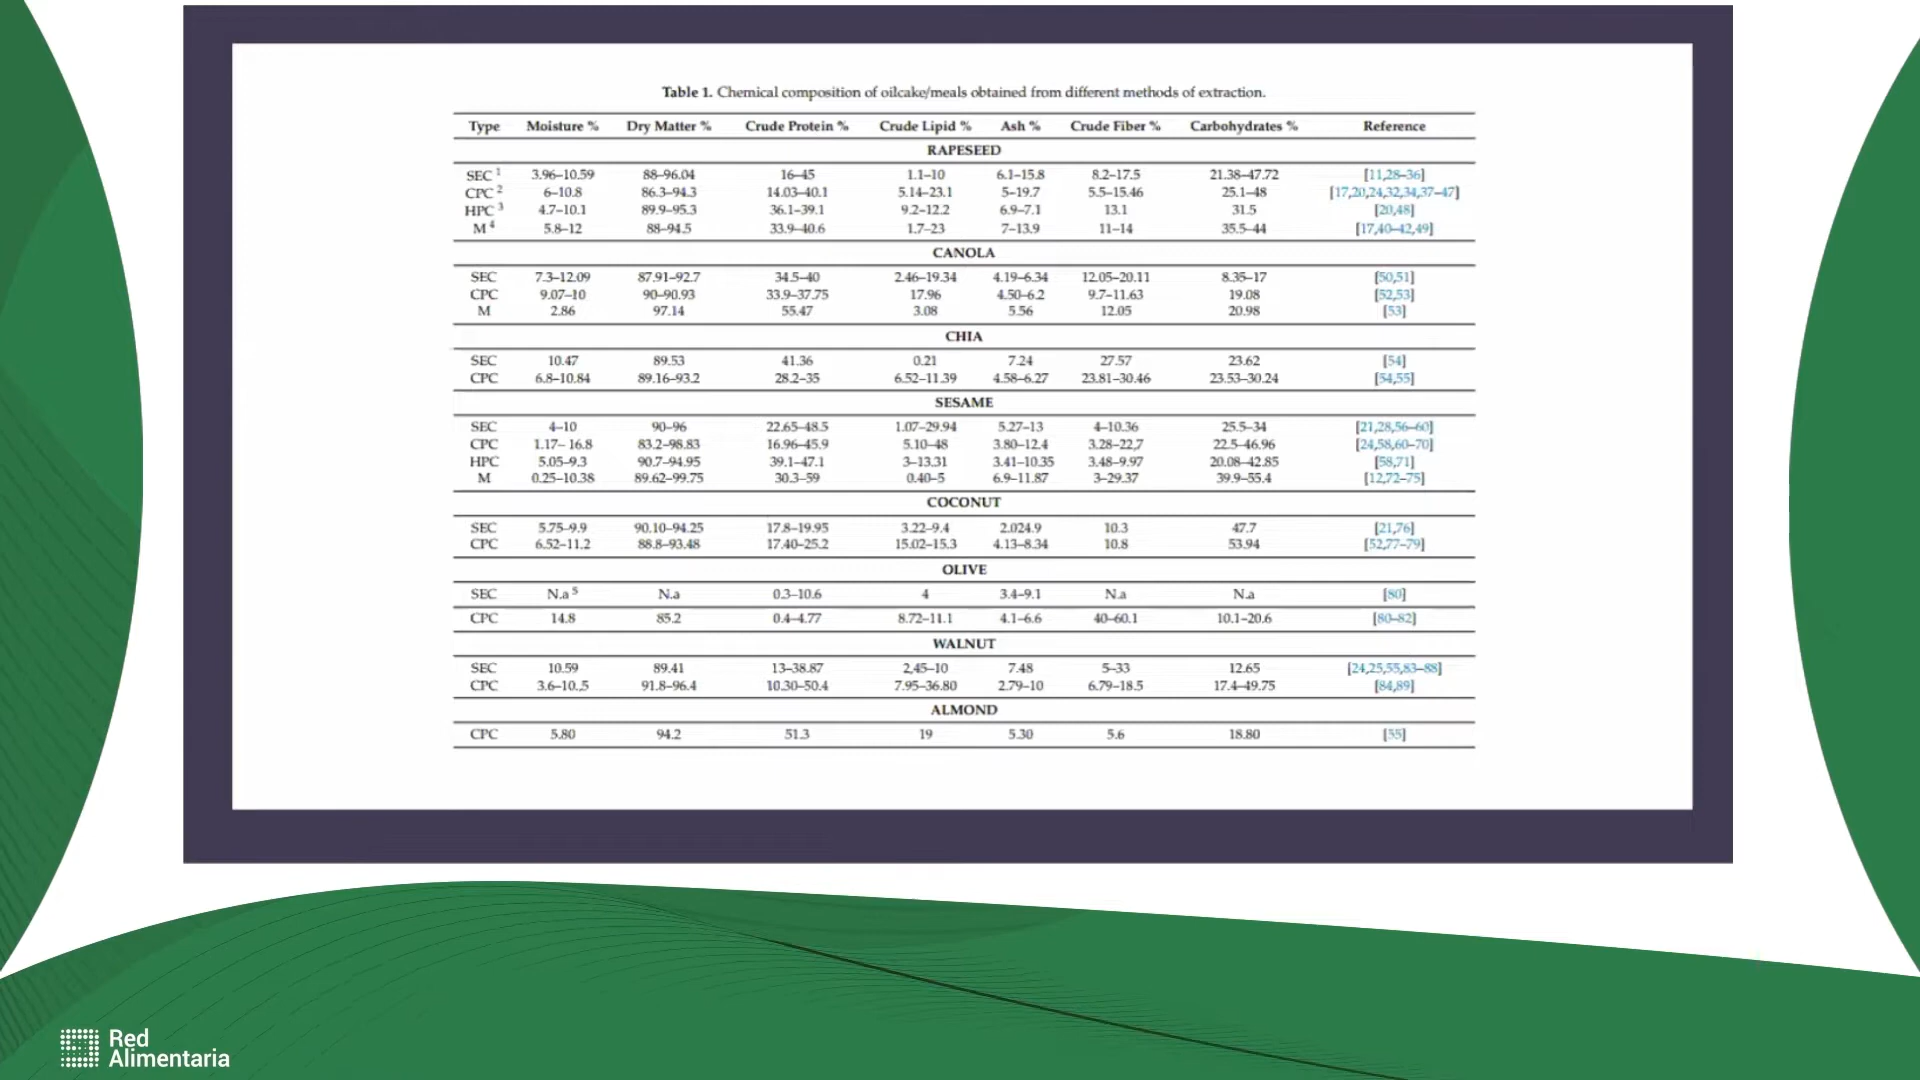 Table 1. Chemical composition of oilcake/meals obtained from different methods of extraction.
Type Moisture % Dry Matter % Crude Protein % Crude Lipid % Ash % Crude Fiber % Carbohydrates % Reference
RAPESEED
SEC 1 3.96–10.59 88–96.04 16–45 1.1–10 6.1–15.8 8.2–17.5 21.38–47.72 [11,28–36]
CPC 2 6–10.8 86.3–94.3 14.03–40.1 5.14–23.1 5–19.7 5.5–15.46 25.1–48 [17,20,24,32,34,37–47]
HPC 3 4.7–10.1 89.9–95.3 36.1–39.1 9.2–12.2 6.9–7.1 13.1 31.5 [20,48]
M 4 5.8–12 88–94.5 33.9–40.6 1.7–23 7–13.9 11–14 35.5–44 [17,40–42,49]
CANOLA
SEC 7.3–12.09 87.91–92.7 34.5–40 2.46–19.34 4.19–6.34 12.05–20.11 8.35–17 [50,51]
CPC 9.07–10 90–90.93 33.9–37.75 17.96 4.50–6.2 9.7–11.63 19.08 [52,53]
M 2.86 97.14 55.47 3.08 5.56 12.05 20.98 [53]
CHIA
SEC 10.47 89.53 41.36 0.21 7.24 27.57 23.62 [54]
CPC 6.8–10.84 89.16–93.2 28.2–35 6.52–11.39 4.58–6.27 23.81–30.46 23.53–30.24 [54,55]
SESAME
SEC 4–10 90–96 22.65–48.5 1.07–29.94 5.27–13 4–10.36 25.5–34 [21,28,56–60]
CPC 1.17– 16.8 83.2–98.83 16.96–45.9 5.10–48 3.80–12.4 3.28–22,7 22.5–46.96 [24,58,60–70]
HPC 5.05–9.3 90.7–94.95 39.1–47.1 3–13.31 3.41–10.35 3.48–9.97 20.08–42.85 [58,71]
M 0.25–10.38 89.62–99.75 30.3–59 0.40–5 6.9–11.87 3–29.37 39.9–55.4 [12,72–75]
COCONUT
SEC 5.75–9.9 90.10–94.25 17.8–19.95 3.22–9.4 2.024.9 10.3 47.7 [21,76]
CPC 6.52–11.2 88.8–93.48 17.40–25.2 15.02–15.3 4.13–8.34 10.8 53.94 [52,77–79]
OLIVE
SEC N.a 5 N.a 0.3–10.6 4 3.4–9.1 N.a N.a [80]
CPC 14.8 85.2 0.4–4.77 8.72–11.1 4.1–6.6 40–60.1 10.1–20.6 [80–82]
WALNUT
SEC 10.59 89.41 13–38.87 2,45–10 7.48 5–33 12.65 [24,25,55,83–88]
CPC 3.6–10.,5 91.8–96.4 10.30–50.4 7.95–36.80 2.79–10 6.79–18.5 17.4–49.75 [84,89]
ALMOND
CPC 5.80 94.2 51.3 19 5.30 5.6 18.80 [55]
Red
Alimentaria